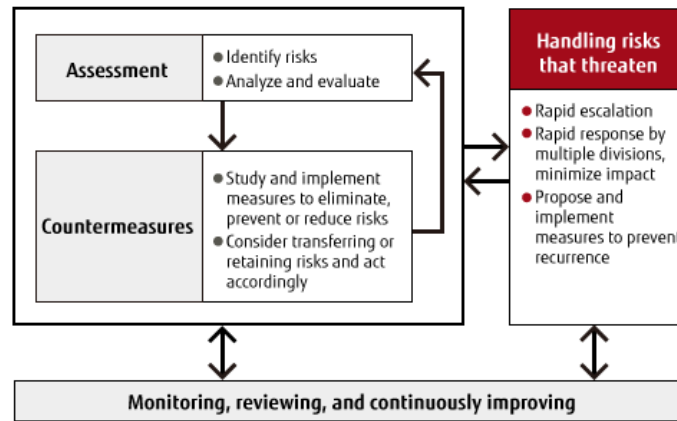 Assessment
● Identify risks
● Analyze and evaluate
Countermeasures
● Study and implement
measures to eliminate,
prevent or reduce risks
● Consider transferring or
retaining risks and act
accordingly
Handling risks
that threaten
● Rapid escalation
● Rapid response by
multiple divisions,
minimize impact
● Propose and
implement
measures to prevent
recurrence
Monitoring, reviewing, and continuously improving